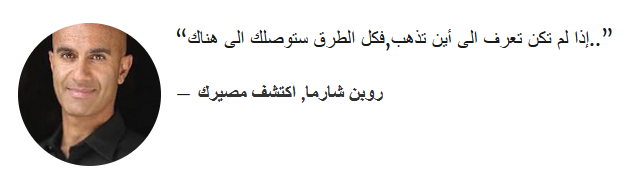 “..إذا لم تكن تعرف الى أين تذهب,فكل الطرق ستوصلك الى هناك”
― روبن شارما, اكتشف مصيرك